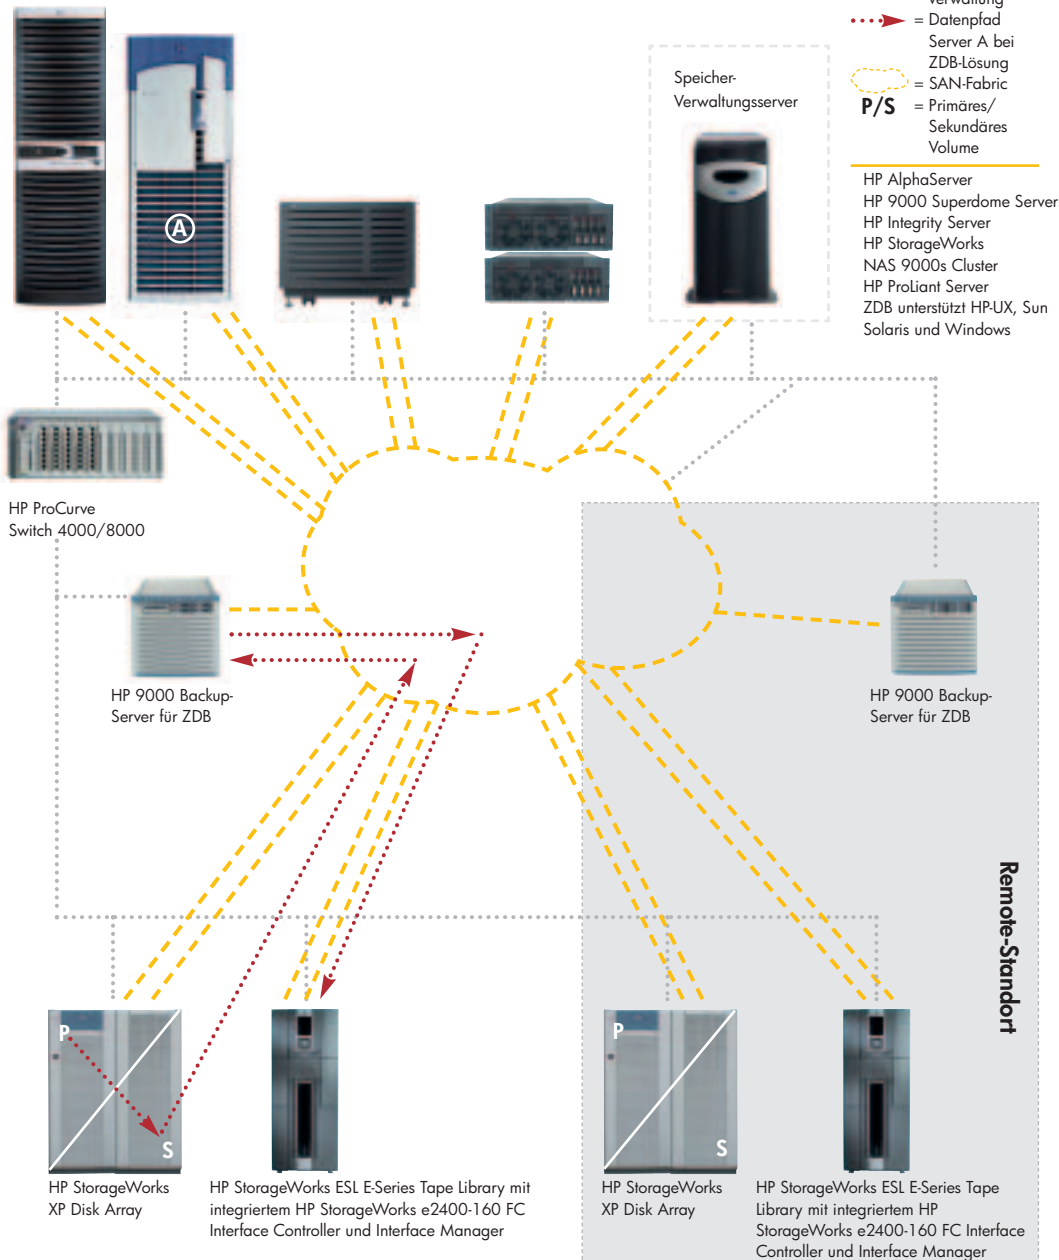 Verwaltung
= Datenpfad
Server A bei
ZDB-Lösung
= SAN-Fabric
P/S = Primäres/
Sekundäres
Volume
HP AlphaServer
HP 9000 Superdome Server
HP Integrity Server
HP StorageWorks
NAS 9000s Cluster
HP ProLiant Server
ZDB unterstützt HP-UX, Sun
Solaris und Windows
Speicher-
Verwaltungsserver
A
HP ProCurve
Switch 4000/8000
HP 9000 Backup-
Server für ZDB
HP 9000 Backup-
Server für ZDB
Remote-Standort
P
S
P
S
HP StorageWorks
XP Disk Array
HP StorageWorks ESL E-Series Tape Library mit
integriertem HP StorageWorks e2400-160 FC
Interface Controller und Interface Manager
HP StorageWorks
XP Disk Array
HP StorageWorks ESL E-Series Tape
Library mit integriertem HP
StorageWorks e2400-160 FC Interface
Controller und Interface Manager